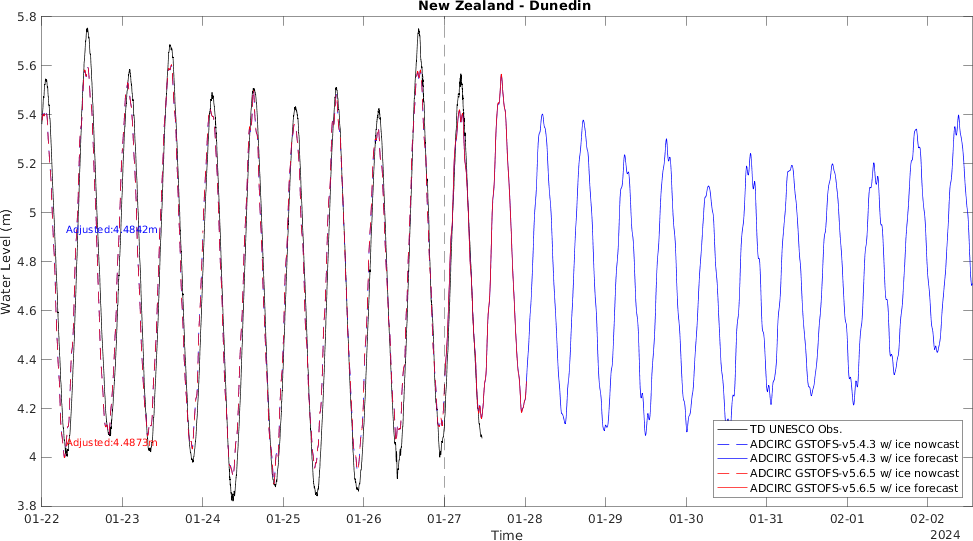 New Zealand - Dunedin
Water Level (m)
5.8
5.6
5.4
5.2
5
4.8
4.6
4.4
4.2
4
3.8
Adjusted:4.4842m
Adjusted:4.4873m
TD UNESCO Obs.
ADCIRC GSTOFS-v5.4.3 w/ ice nowcast
ADCIRC GSTOFS-v5.4.3 w/ ice forecast
ADCIRC GSTOFS-v5.6.5 w/ ice nowcast
ADCIRC GSTOFS-v5.6.5 w/ ice forecast
01-22 01-23 01-24 01-25 01-26 01-27 01-28 01-29 01-30 01-31 02-01 02-02
Time
2024